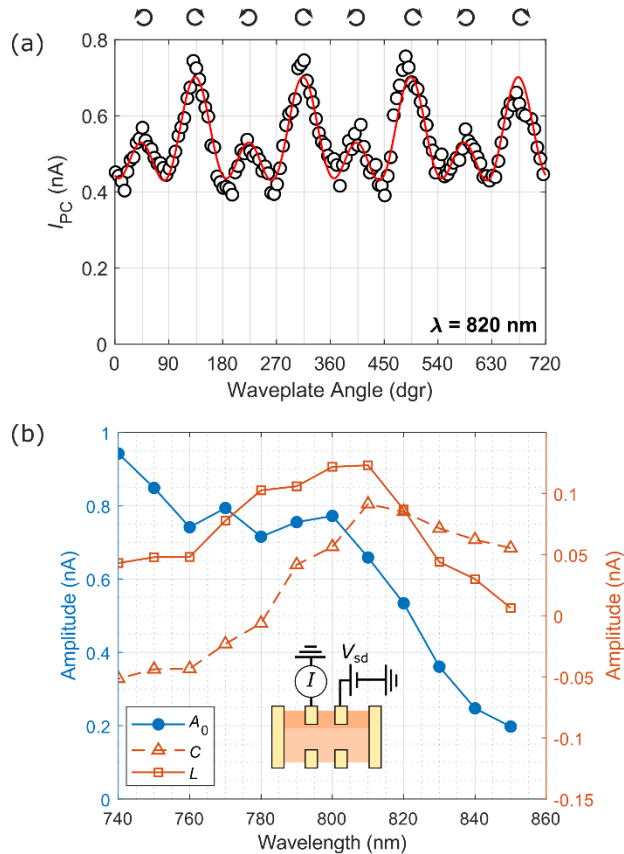 (a)
0.8
0.6
0.4
0.2
0
I_PC (nA)
λ = 820 nm
0 90 180 270 360 450 540 630 720
Waveplate Angle (dgr)
(b)
1
0.8
0.6
0.4
0.2
0
Amplitude (nA)
0.1
0.05
0
-0.05
-0.1
-0.15
Amplitude (nA)
V_sd
I
A_0
C
L
740 760 780 800 820 840 860
Wavelength (nm)